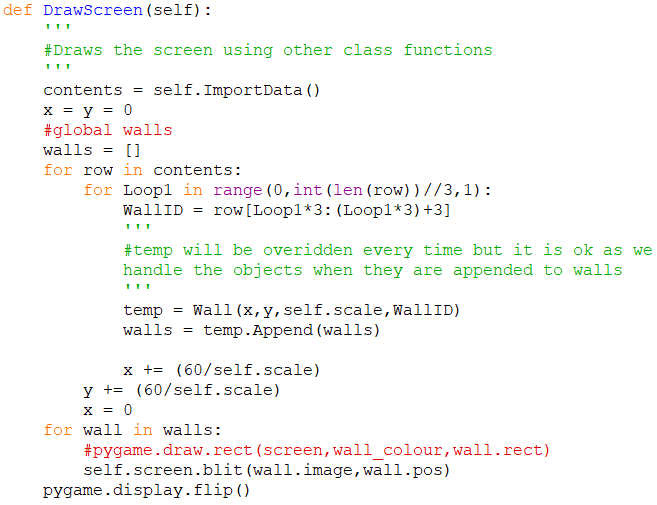 def DrawScreen(self):
    '''
    #Draws the screen using other class functions
    '''
    contents = self.ImportData()
    x = y = 0
    #global walls
    walls = []
    for row in contents:
        for Loop1 in range(0,int(len(row))//3,1):
            WallID = row[Loop1*3:(Loop1*3)+3]
            '''
            #temp will be overidden every time but it is ok as we
            handle the objects when they are appended to walls
            '''
            temp = Wall(x,y,self.scale,WallID)
            walls = temp.Append(walls)

            x += (60/self.scale)
        y += (60/self.scale)
        x = 0
    for wall in walls:
        #pygame.draw.rect(screen,wall_colour,wall.rect)
        self.screen.blit(wall.image,wall.pos)
    pygame.display.flip()